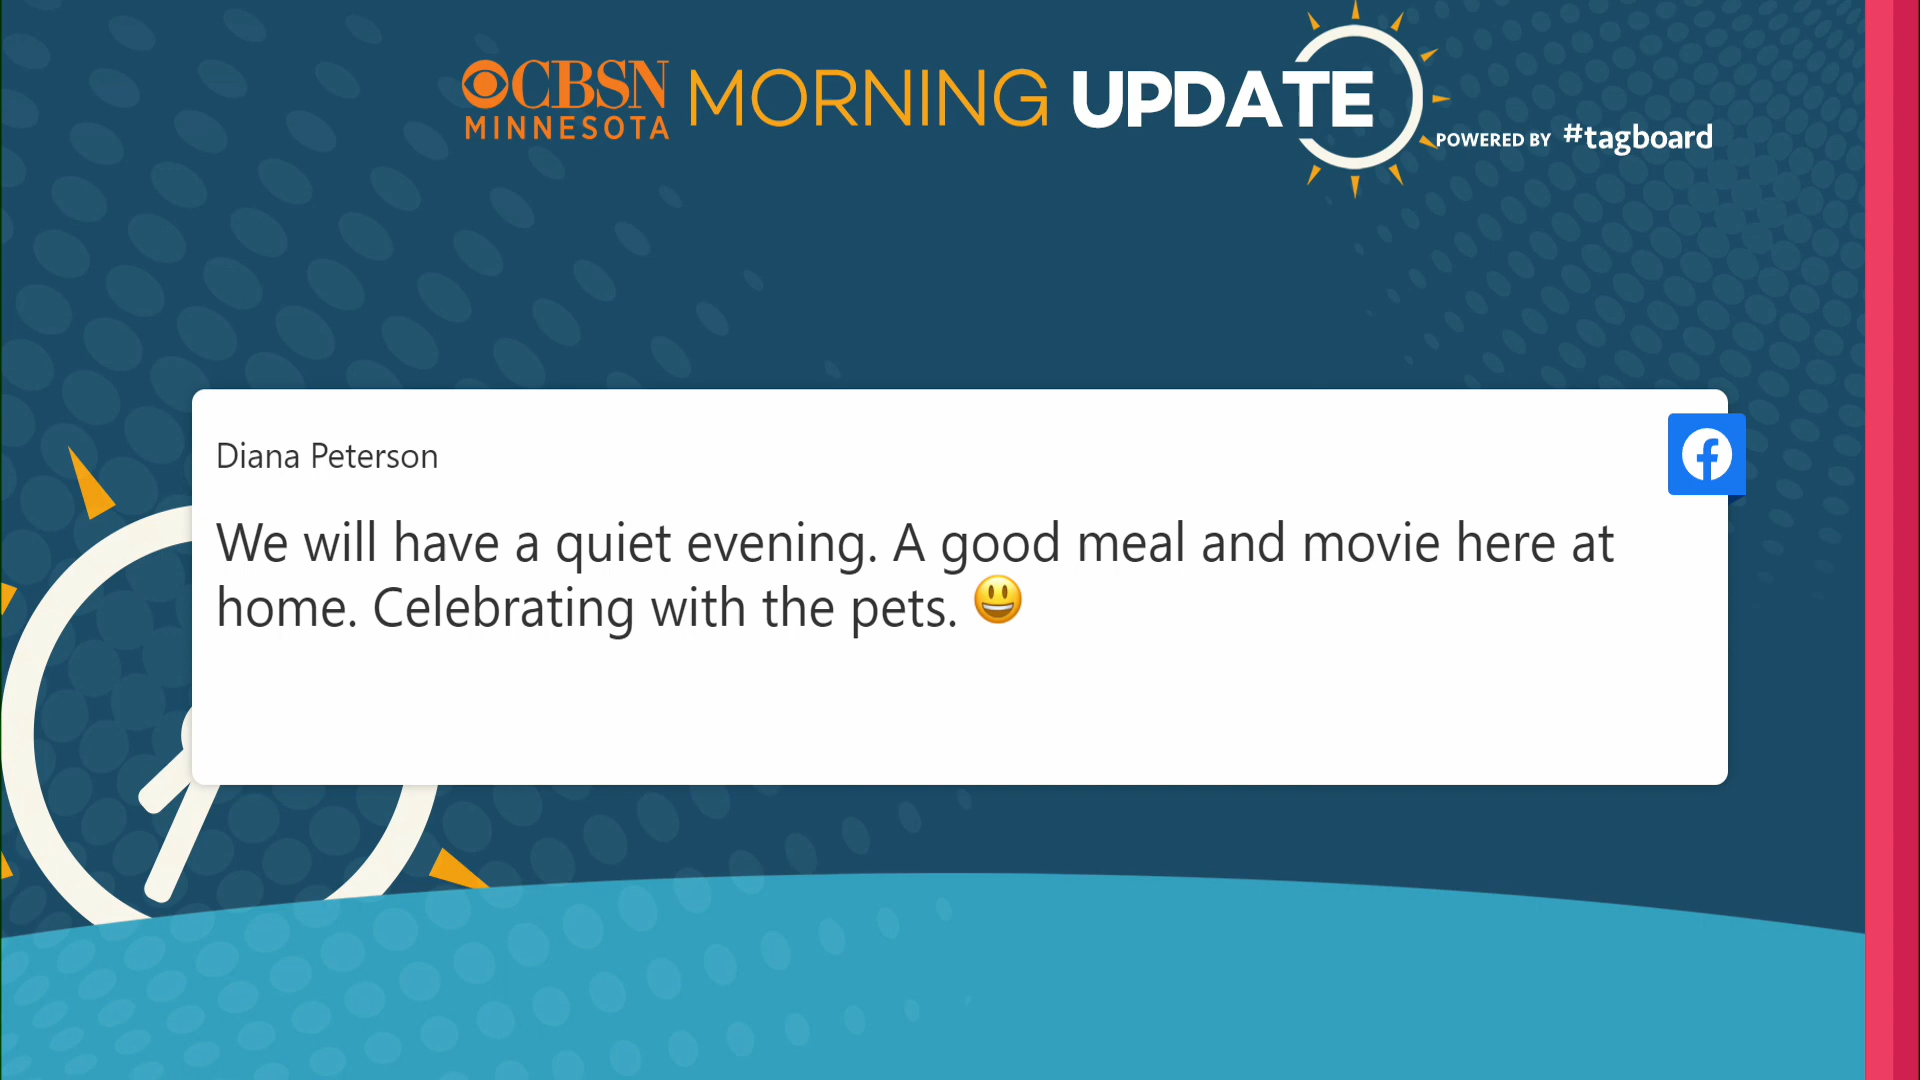 CBSN MORNING UPDATE
MINNESOTA
POWERED BY #tagboard
Diana Peterson
We will have a quiet evening. A good meal and movie here at
home. Celebrating with the pets. 😃